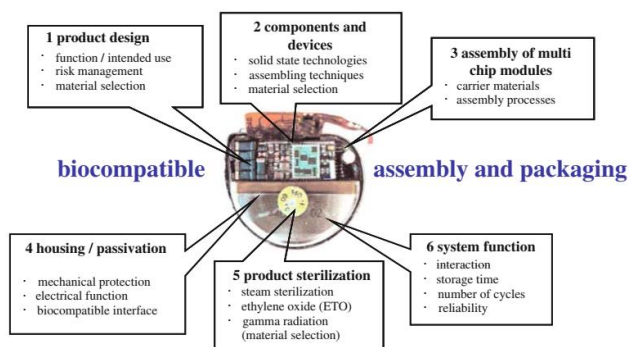 1 product design
· function / intended use
· risk management
· material selection
2 components and
devices
· solid state technologies
· assembling techniques
· material selection
3 assembly of multi
chip modules
· carrier materials
· assembly processes
biocompatible
assembly and packaging
4 housing / passivation
· mechanical protection
· electrical function
· biocompatible interface
5 product sterilization
· steam sterilization
· ethylene oxide (ETO)
· gamma radiation
(material selection)
6 system function
· interaction
· storage time
· number of cycles
· reliability